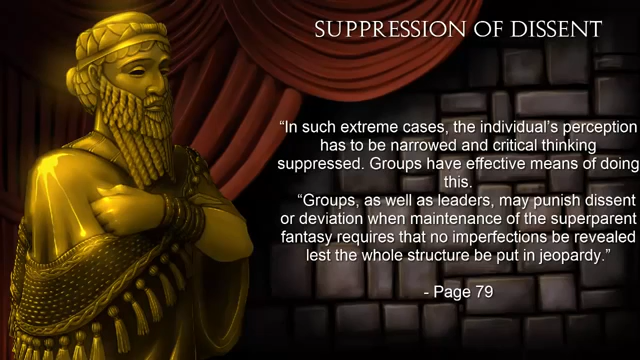 SUPPRESSION OF DISSENT
“In such extreme cases, the individual’s perception
has to be narrowed and critical thinking
suppressed. Groups have effective means of doing
this.
“Groups, as well as leaders, may punish dissent
or deviation when maintenance of the superparent
fantasy requires that no imperfections be revealed
lest the whole structure be put in jeopardy.”
- Page 79